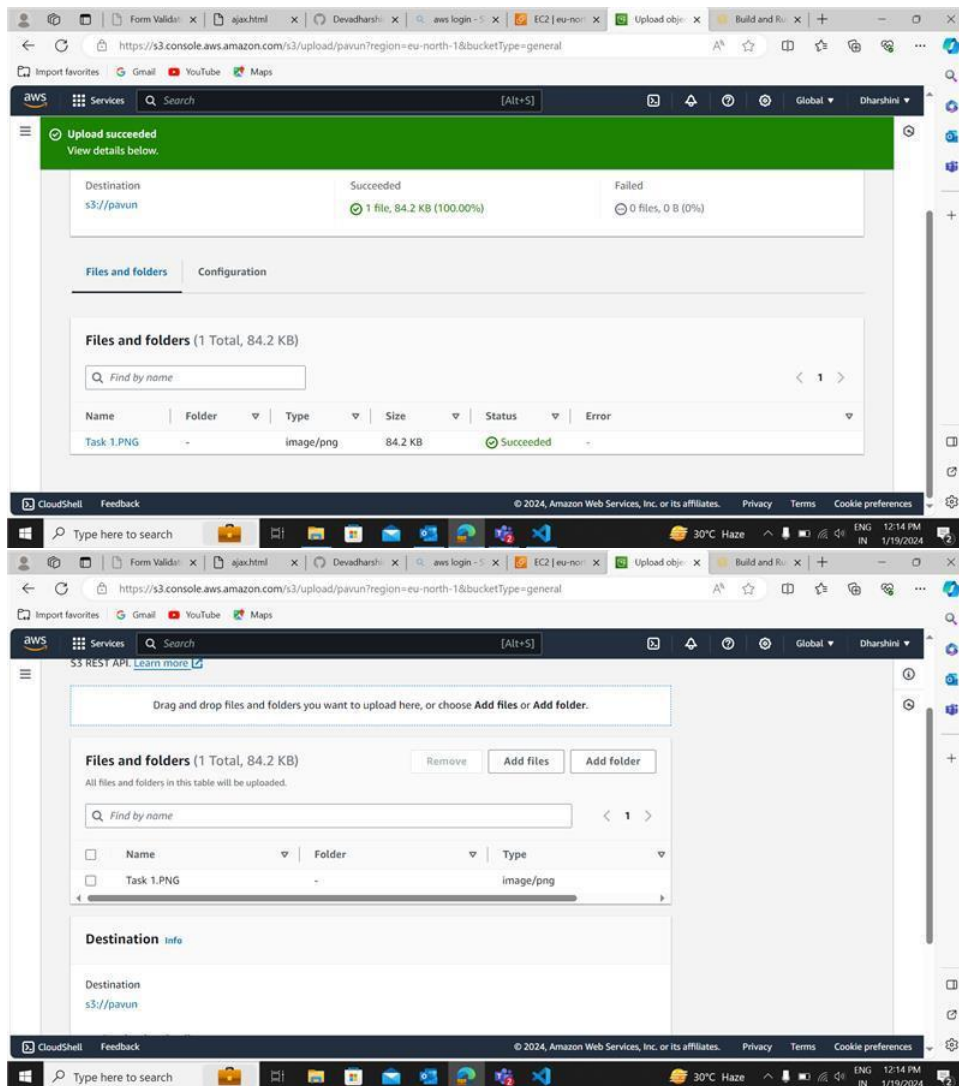 Form Valida
ajax.html
Devadharshi
aws login - S
EC2 | eu-nor
Upload obje
Build and Ru
https://s3.console.aws.amazon.com/s3/upload/pavun?region=eu-north-1&bucketType=general
Import favorites Gmail YouTube Maps
aws Services Search [Alt+S] Global Dharshini
Upload succeeded
View details below.
Destination Succeeded Failed
s3://pavun 1 file, 84.2 KB (100.00%) 0 files, 0 B (0%)
Files and folders Configuration
Files and folders (1 Total, 84.2 KB)
Find by name 1
Name Folder Type Size Status Error
Task 1.PNG - image/png 84.2 KB Succeeded -
CloudShell Feedback © 2024, Amazon Web Services, Inc. or its affiliates. Privacy Terms Cookie preferences
Type here to search 30°C Haze ENG 12:14 PM
IN 1/19/2024
Form Valida
ajax.html
Devadharshi
aws login - S
EC2 | eu-nor
Upload obje
Build and Ru
https://s3.console.aws.amazon.com/s3/upload/pavun?region=eu-north-1&bucketType=general
Import favorites Gmail YouTube Maps
aws Services Search [Alt+S] Global Dharshini
S3 REST API. Learn more
Drag and drop files and folders you want to upload here, or choose Add files or Add folder.
Files and folders (1 Total, 84.2 KB) Remove Add files Add folder
All files and folders in this table will be uploaded.
Find by name 1
Name Folder Type
Task 1.PNG - image/png
Destination Info
Destination
s3://pavun
CloudShell Feedback © 2024, Amazon Web Services, Inc. or its affiliates. Privacy Terms Cookie preferences
Type here to search 30°C Haze ENG 12:14 PM
IN 1/19/2024